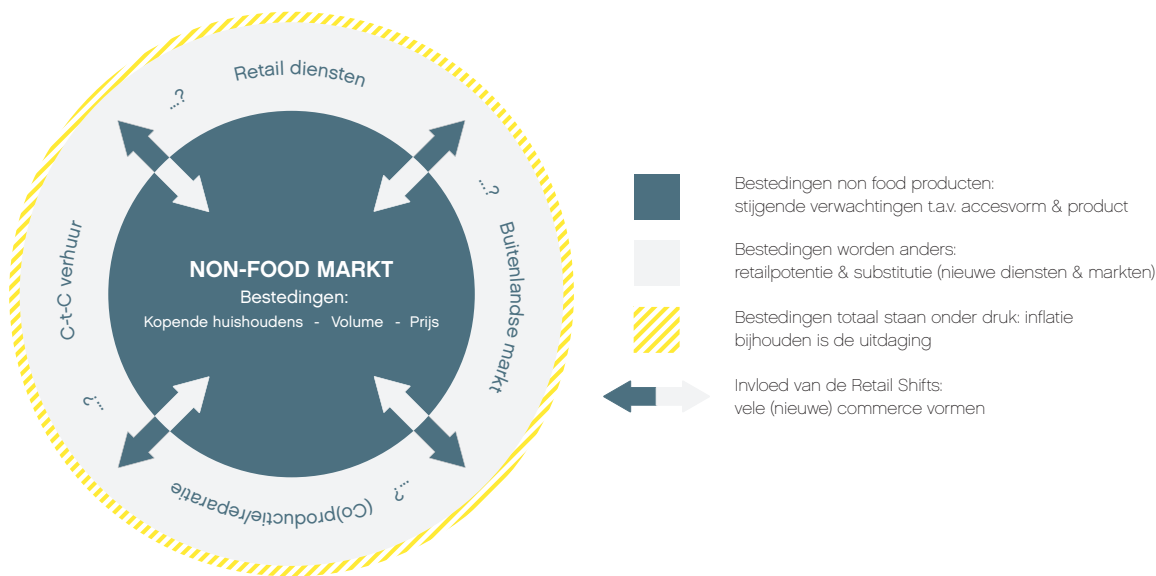 Retail diensten
...?
Buitenlandse markt
...?
(Co)productie/reparatie
...?
C-t-C verhuur
...?
NON-FOOD MARKT
Bestedingen:
Kopende huishoudens - Volume - Prijs
Bestedingen non food producten:
stijgende verwachtingen t.a.v. accesvorm & product
Bestedingen worden anders:
retailpotentie & substitutie (nieuwe diensten & markten)
Bestedingen totaal staan onder druk: inflatie
bijhouden is de uitdaging
Invloed van de Retail Shifts:
vele (nieuwe) commerce vormen